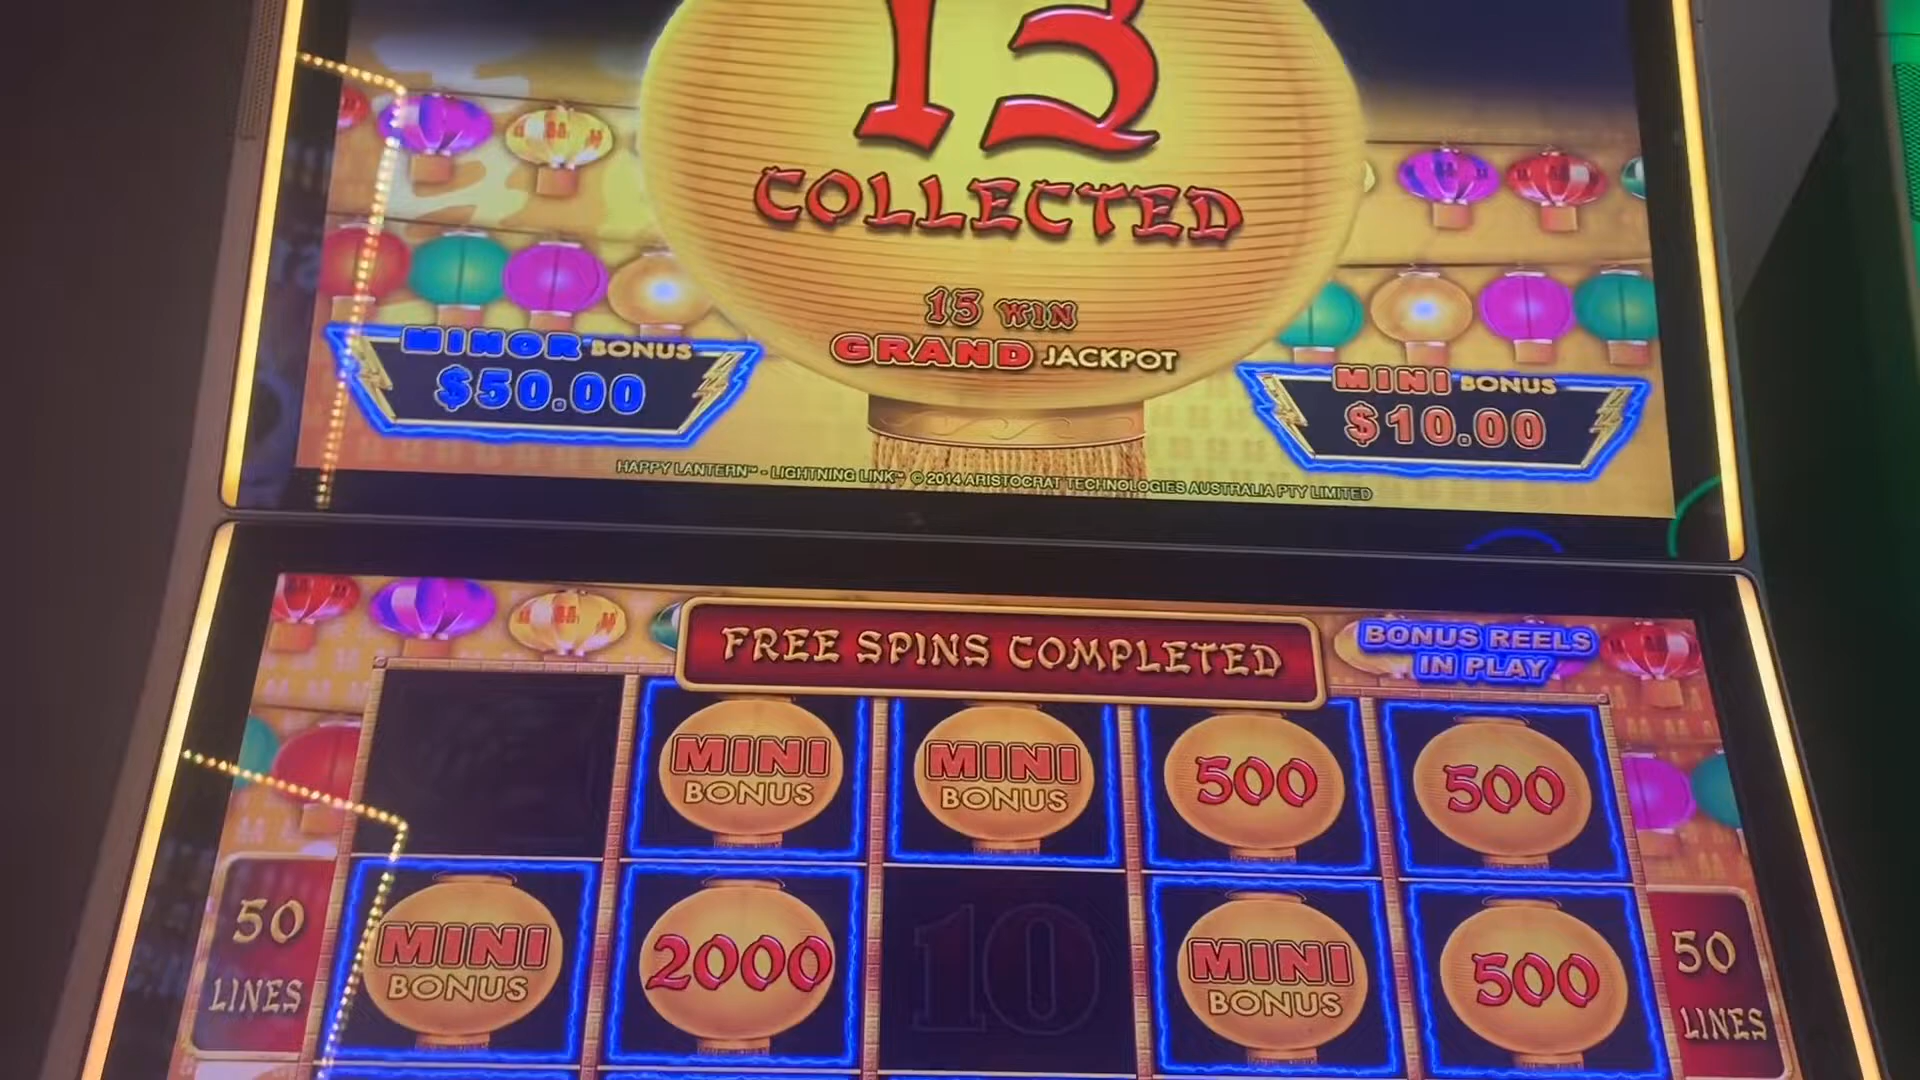 13
COLLECTED
15 WIN
GRAND JACKPOT
MINOR BONUS
$50.00
MINI BONUS
$10.00
HAPPY LANTERN™ - LIGHTNING LINK™ © 2014 ARISTOCRAT TECHNOLOGIES AUSTRALIA PTY LIMITED
FREE SPINS COMPLETED
BONUS REELS
IN PLAY
MINI
BONUS
MINI
BONUS
500
500
50
LINES
MINI
BONUS
2000
10
MINI
BONUS
500
50
LINES